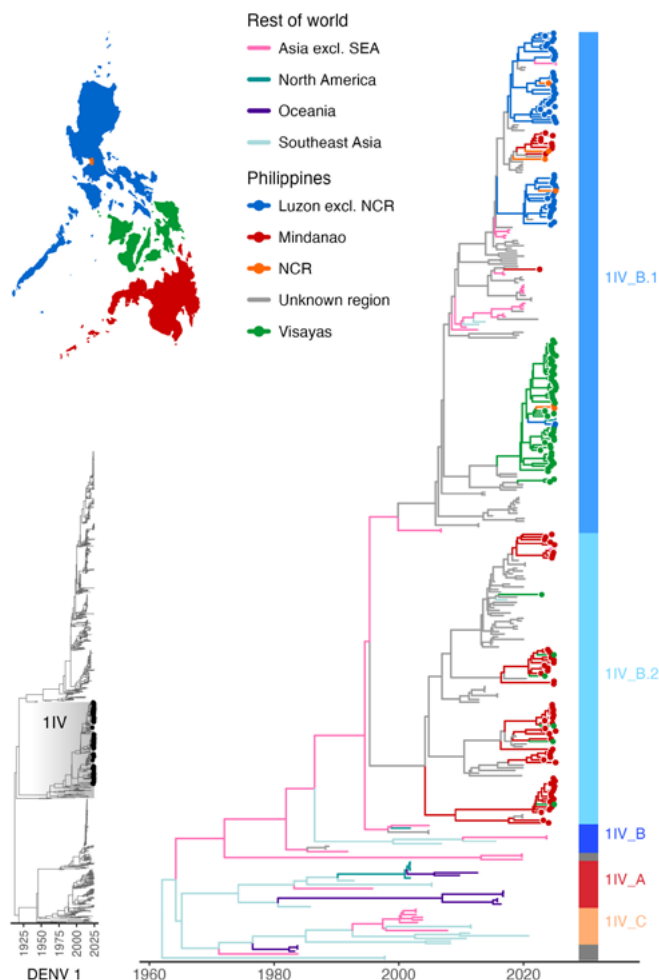 Rest of world
Asia excl. SEA
North America
Oceania
Southeast Asia
Philippines
Luzon excl. NCR
Mindanao
NCR
Unknown region
Visayas
1IV_B.1
1IV_B.2
1IV_B
1IV_A
1IV_C
1IV
1925 1950 1975 2000 2025
DENV 1
1960 1980 2000 2020